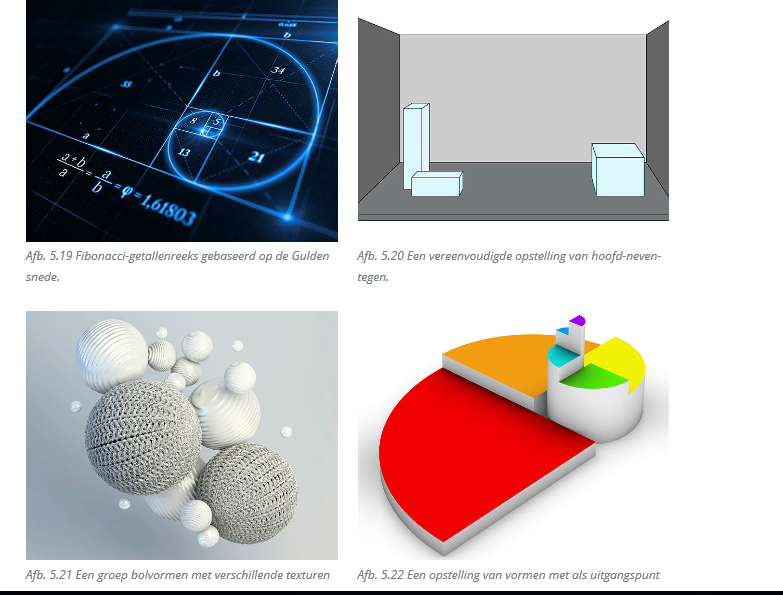 b
34
55
b
8
5
a
13
21
a+b
a
=
a
b
=φ=1,61803
Afb. 5.19 Fibonacci-getallenreeks gebaseerd op de Gulden
snede.
Afb. 5.20 Een vereenvoudigde opstelling van hoofd-neven-
tegen.
Afb. 5.21 Een groep bolvormen met verschillende texturen
Afb. 5.22 Een opstelling van vormen met als uitgangspunt